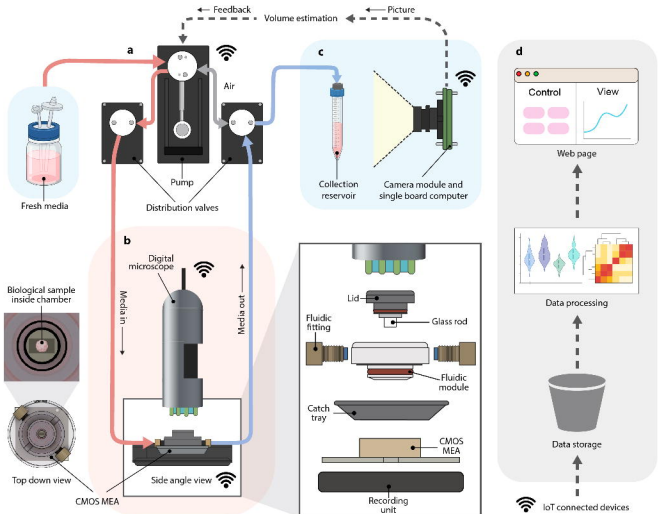 Feedback
Picture
Volume estimation
a
c
d
Air
Control
View
Web page
Fresh media
Pump
Distribution valves
Collection
reservoir
Camera module and
single board computer
b
Digital
microscope
Media in
Media out
Biological sample
inside chamber
Top down view
CMOS MEA
Side angle view
Lid
Glass rod
Fluidic
fitting
Fluidic
module
Catch
tray
CMOS
MEA
Recording
unit
Data processing
Data storage
IoT connected devices